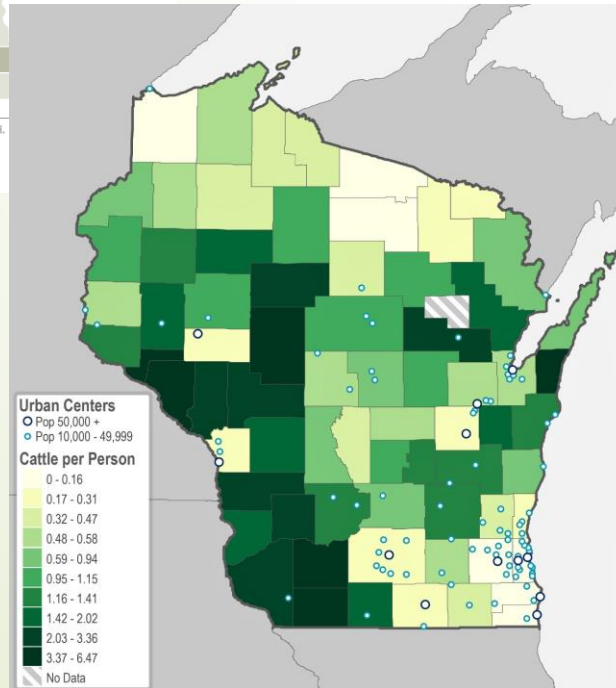 i.
Urban Centers
Pop 50,000 +
Pop 10,000 - 49,999
Cattle per Person
0 - 0.16
0.17 - 0.31
0.32 - 0.47
0.48 - 0.58
0.59 - 0.94
0.95 - 1.15
1.16 - 1.41
1.42 - 2.02
2.03 - 3.36
3.37 - 6.47
No Data